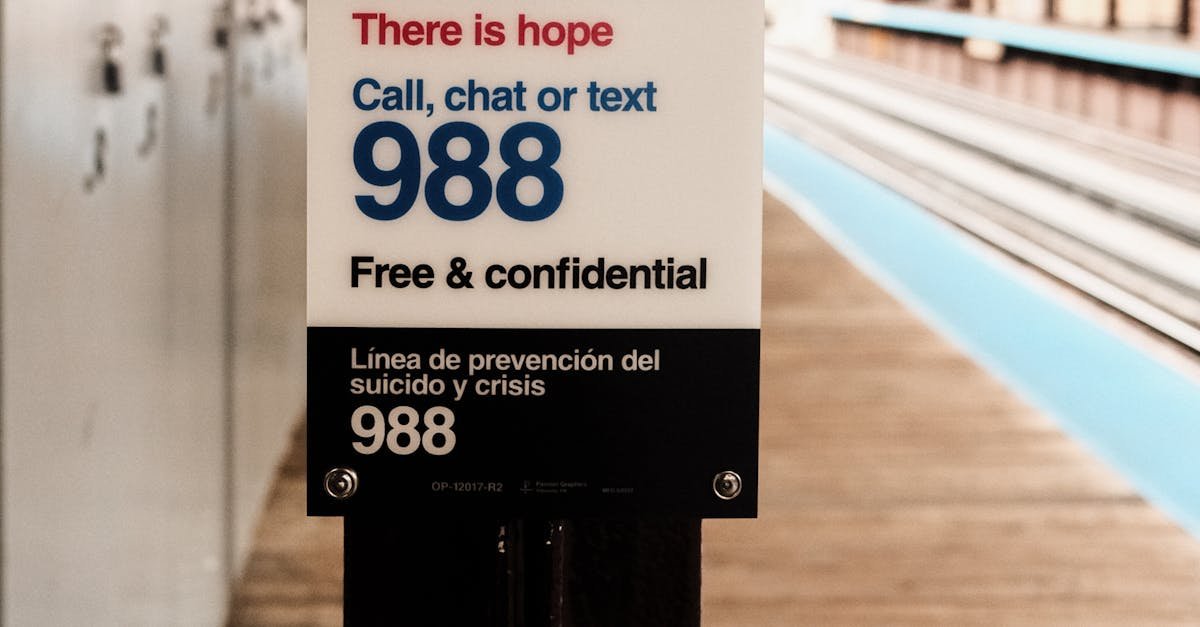 There is hope
Call, chat or text
988
Free & confidential
Línea de prevención del
suicido y crisis
988
OP-12017-R2